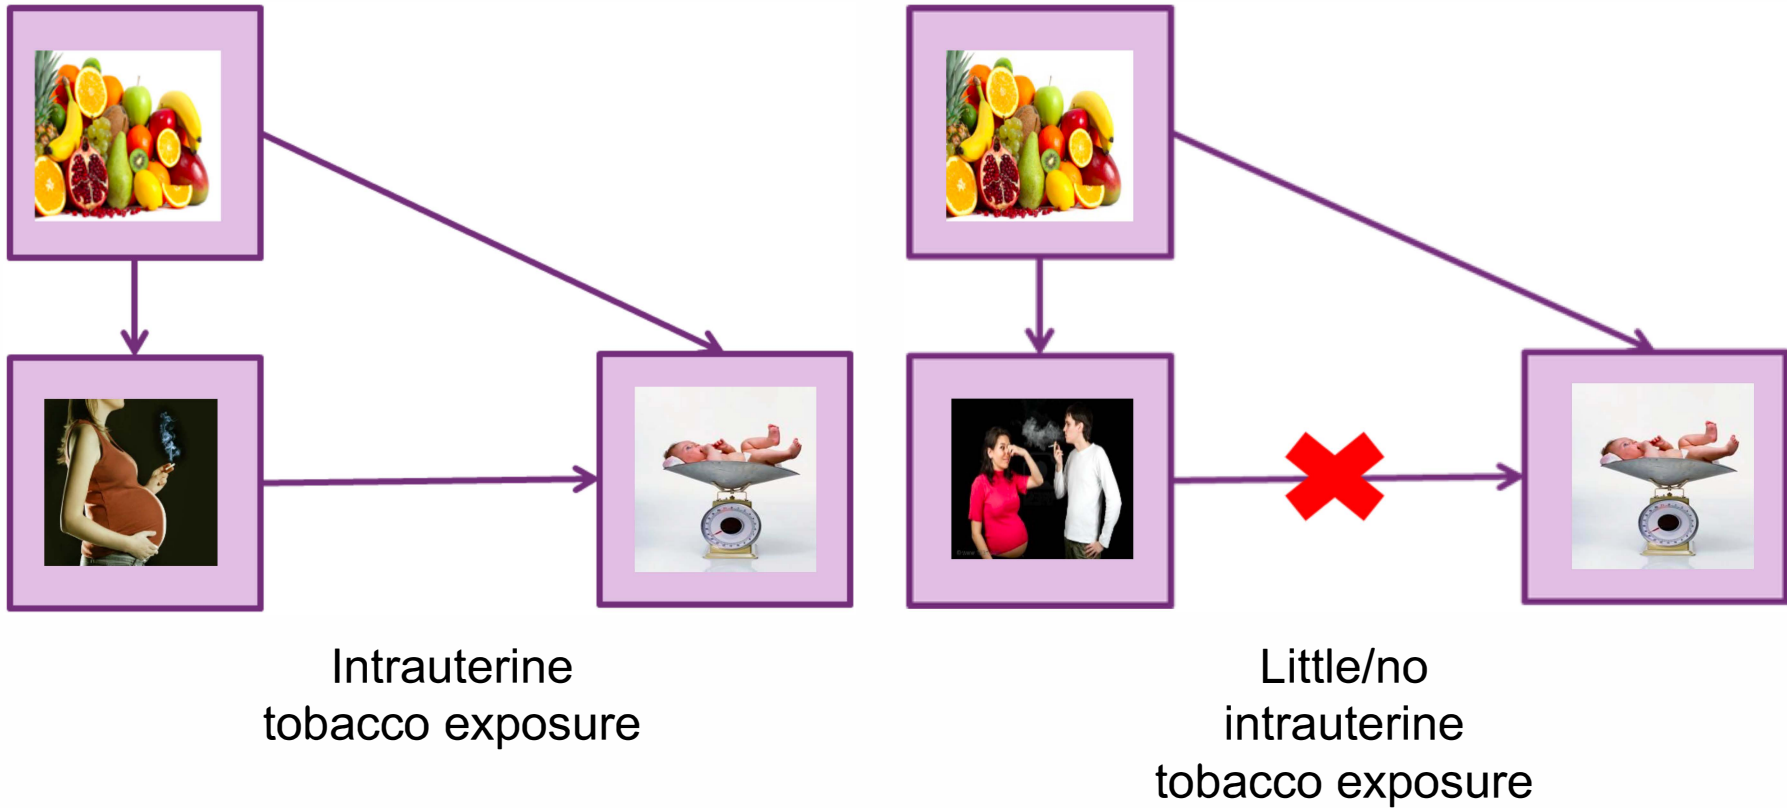 Intrauterine
tobacco exposure
Little/no
intrauterine
tobacco exposure